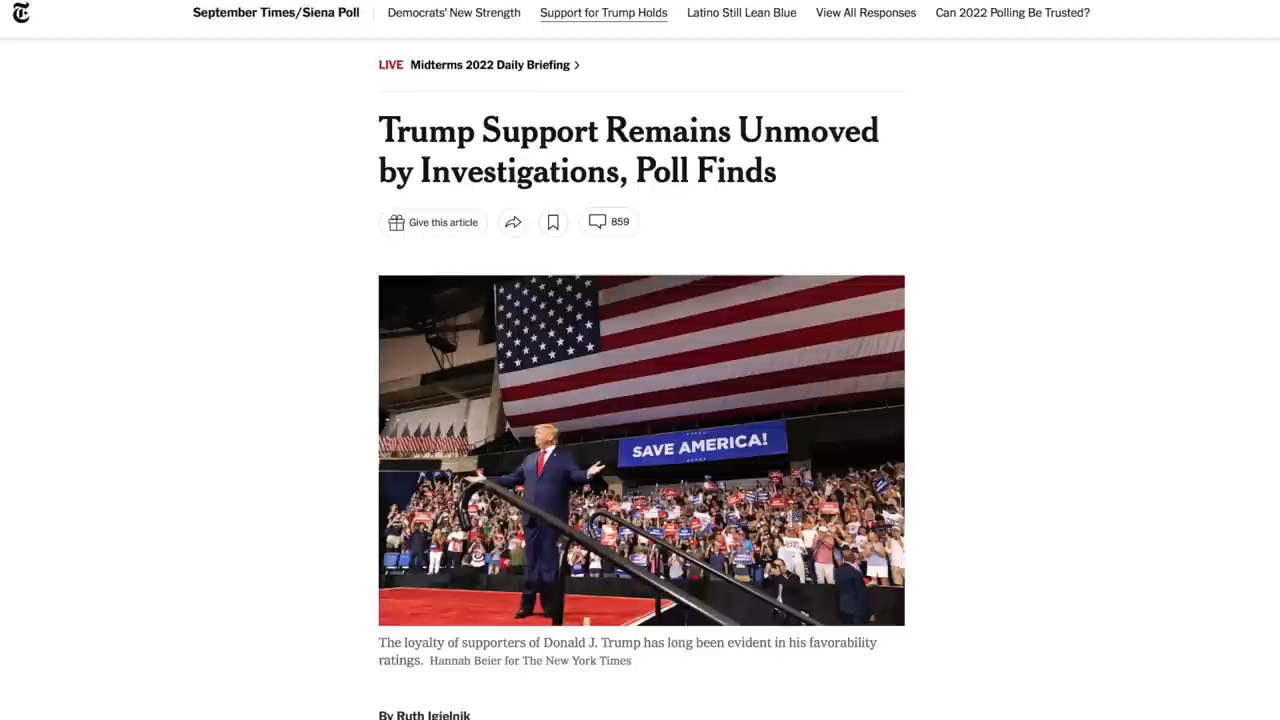 September Times/Siena Poll Democrats' New Strength Support for Trump Holds Latino Still Lean Blue View All Responses Can 2022 Polling Be Trusted?
LIVE Midterms 2022 Daily Briefing >
Trump Support Remains Unmoved
by Investigations, Poll Finds
Give this article 859
SAVE AMERICA!
The loyalty of supporters of Donald J. Trump has long been evident in his favorability
ratings. Hannah Beier for The New York Times
By Ruth Igielnik